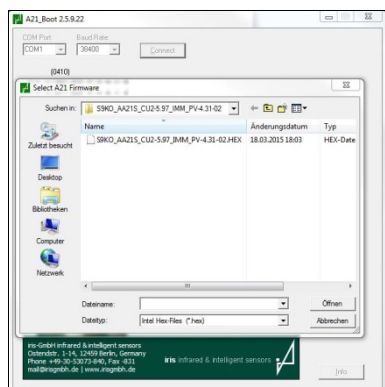 A21_Boot 2.5.9.22
COM Port:
Baud Rate:
COM1
38400
Connect
(0410)
Select A21 Firmware
Suchen in:
S9KO_AA21S_CU2-5.97_IMM_PV-4.31-02
Name
Änderungsdatum
Typ
S9KO_AA21S_CU2-5.97_IMM_PV-4.31-02.HEX
18.03.2015 18:03
HEX-Date
Zuletzt besucht
Desktop
Bibliotheken
Computer
Netzwerk
Dateiname:
Öffnen
Dateityp:
Intel Hex-Files (*.hex)
Abbrechen
iris-GmbH infrared & intelligent sensors
Ostendstr. 1-14, 12459 Berlin, Germany
Phone +49-30-53073-840, Fax -831
mail@irisgmbh.de | www.irisgmbh.de
iris infrared & intelligent sensors
Info